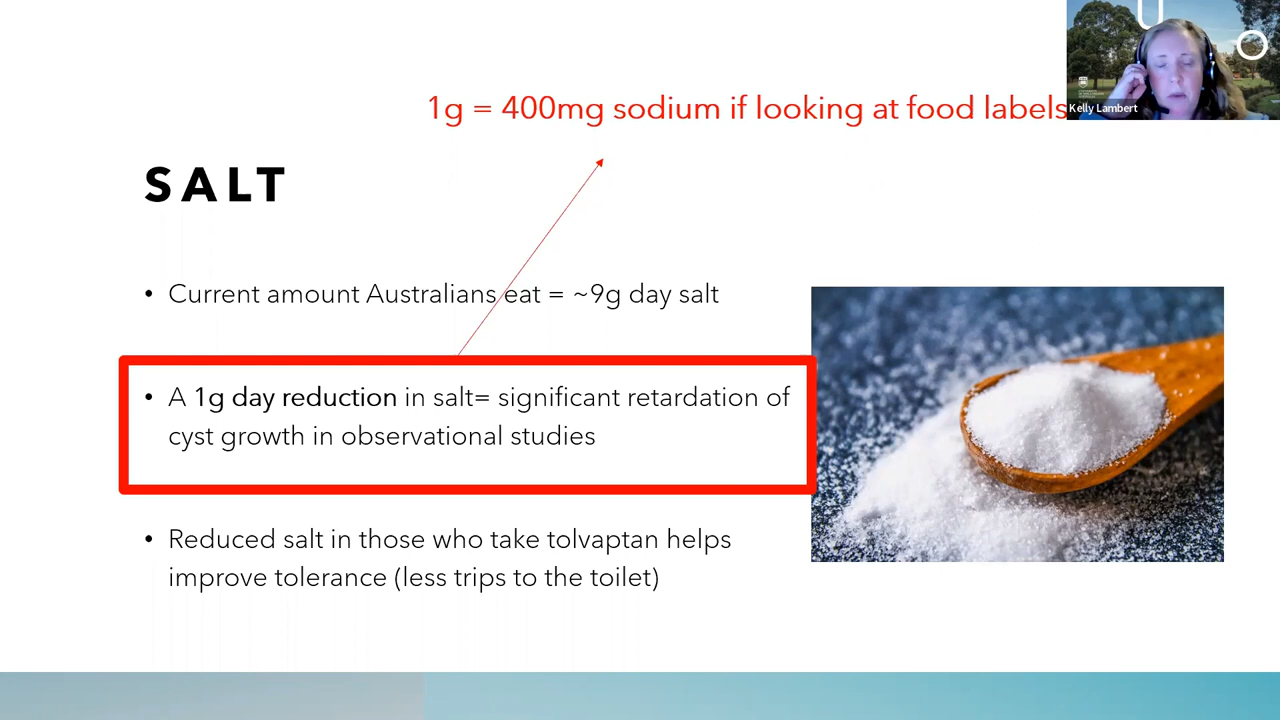 1g = 400mg sodium if looking at food labels
Kelly Lambert
SALT
• Current amount Australians eat = ~9g day salt
• A 1g day reduction in salt= significant retardation of
cyst growth in observational studies
• Reduced salt in those who take tolvaptan helps
improve tolerance (less trips to the toilet)